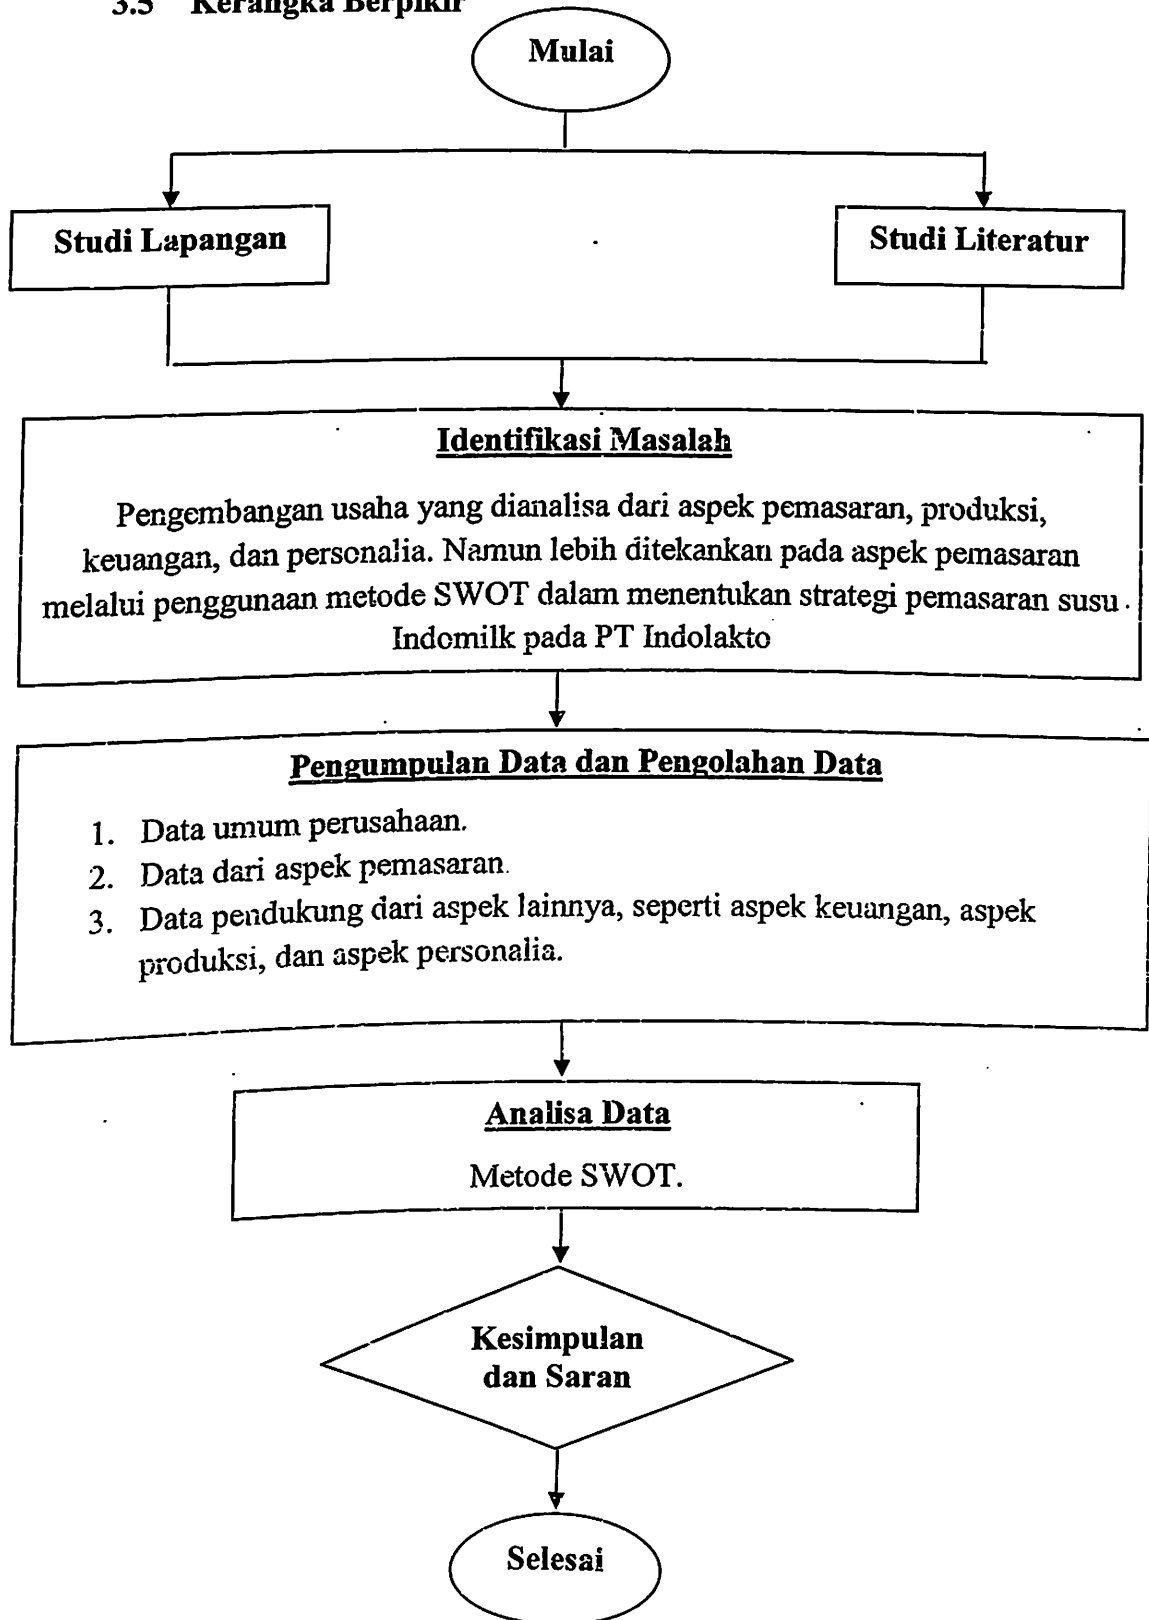 3.5 Kerangka Berpikir
Mulai
Studi Lapangan
Studi Literatur
Identifikasi Masalah
Pengembangan usaha yang dianalisa dari aspek pemasaran, produksi,
keuangan, dan personalia. Namun lebih ditekankan pada aspek pemasaran
melalui penggunaan metode SWOT dalam menentukan strategi pemasaran susu
Indomilk pada PT Indolakto
Pengumpulan Data dan Pengolahan Data
1. Data umum perusahaan.
2. Data dari aspek pemasaran.
3. Data pendukung dari aspek lainnya, seperti aspek keuangan, aspek
produksi, dan aspek personalia.
Analisa Data
Metode SWOT.
Kesimpulan
dan Saran
Selesai